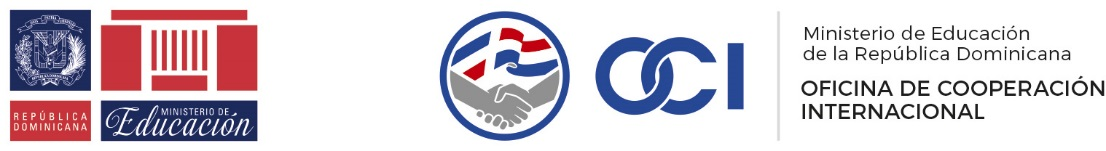 REPÚBLICA
DOMINICANA
MINISTERIO DE
Educación
OCI
Ministerio de Educación
de la República Dominicana
OFICINA DE COOPERACIÓN
INTERNACIONAL